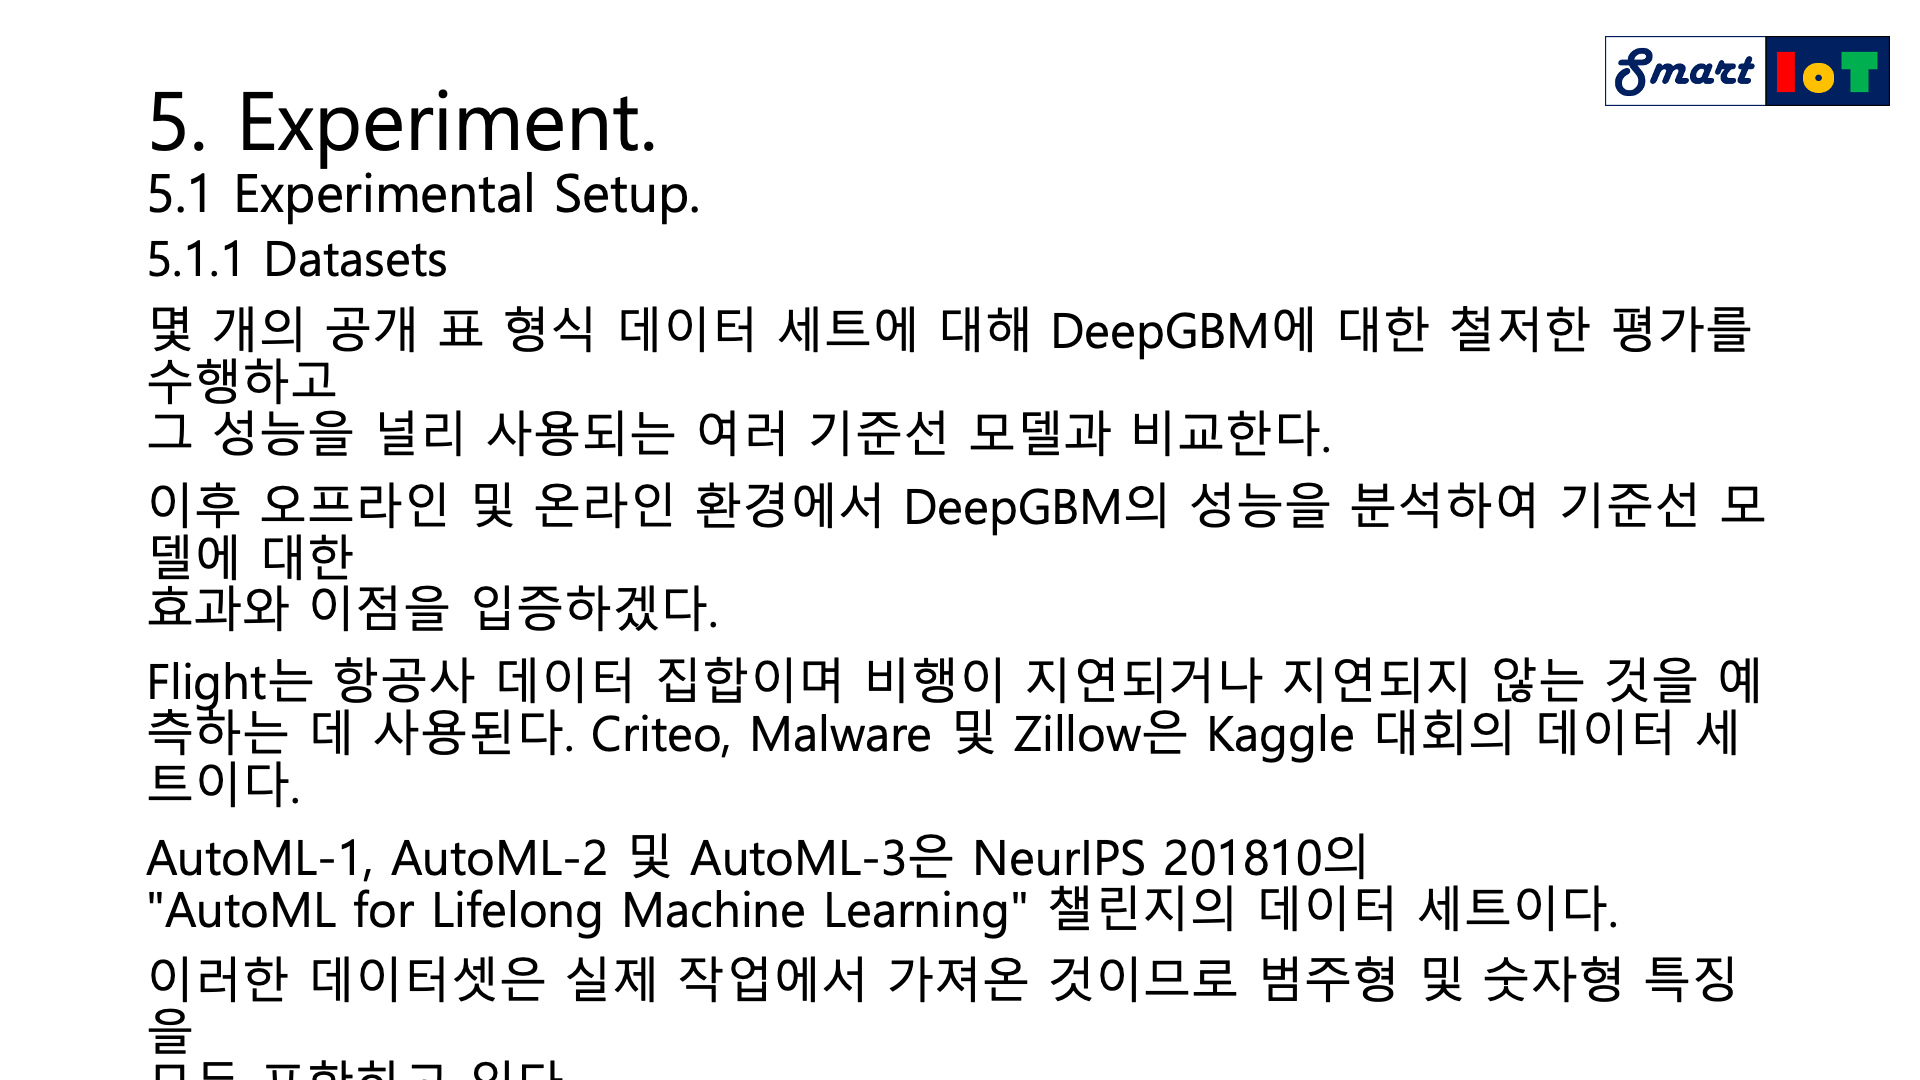 Smart IoT
5. Experiment.
5.1 Experimental Setup.
5.1.1 Datasets
몇 개의 공개 표 형식 데이터 세트에 대해 DeepGBM에 대한 철저한 평가를
수행하고
그 성능을 널리 사용되는 여러 기준선 모델과 비교한다.
이후 오프라인 및 온라인 환경에서 DeepGBM의 성능을 분석하여 기준선 모
델에 대한
효과와 이점을 입증하겠다.
Flight는 항공사 데이터 집합이며 비행이 지연되거나 지연되지 않는 것을 예
측하는 데 사용된다. Criteo, Malware 및 Zillow은 Kaggle 대회의 데이터 세
트이다.
AutoML-1, AutoML-2 및 AutoML-3은 NeurIPS 201810의
"AutoML for Lifelong Machine Learning" 챌린지의 데이터 세트이다.
이러한 데이터셋은 실제 작업에서 가져온 것이므로 범주형 및 숫자형 특징
을
모두 포함하고 있다